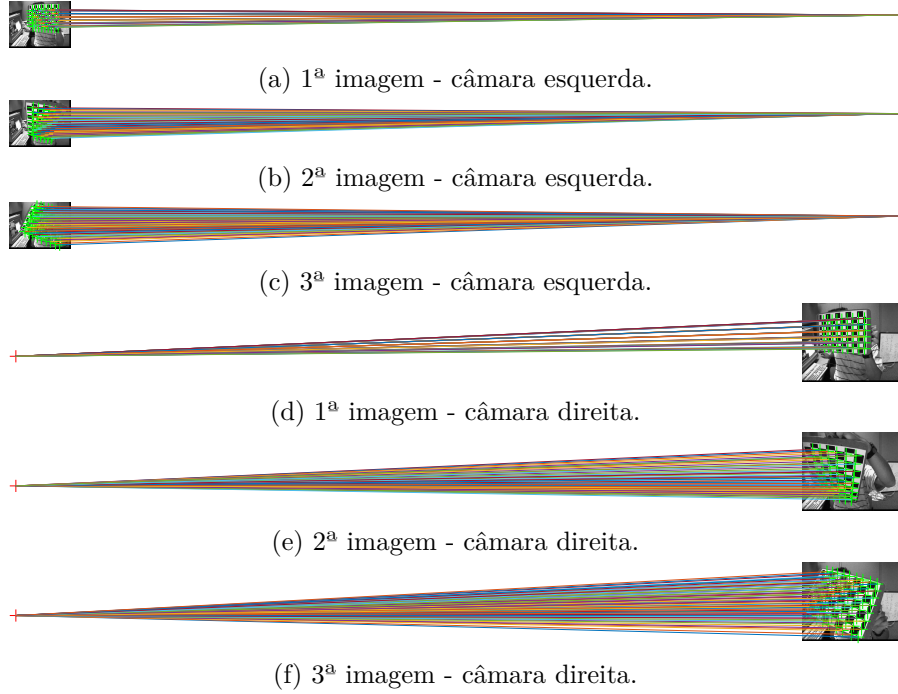 (a) 1ª imagem - câmara esquerda.
(b) 2ª imagem - câmara esquerda.
(c) 3ª imagem - câmara esquerda.
(d) 1ª imagem - câmara direita.
(e) 2ª imagem - câmara direita.
(f) 3ª imagem - câmara direita.